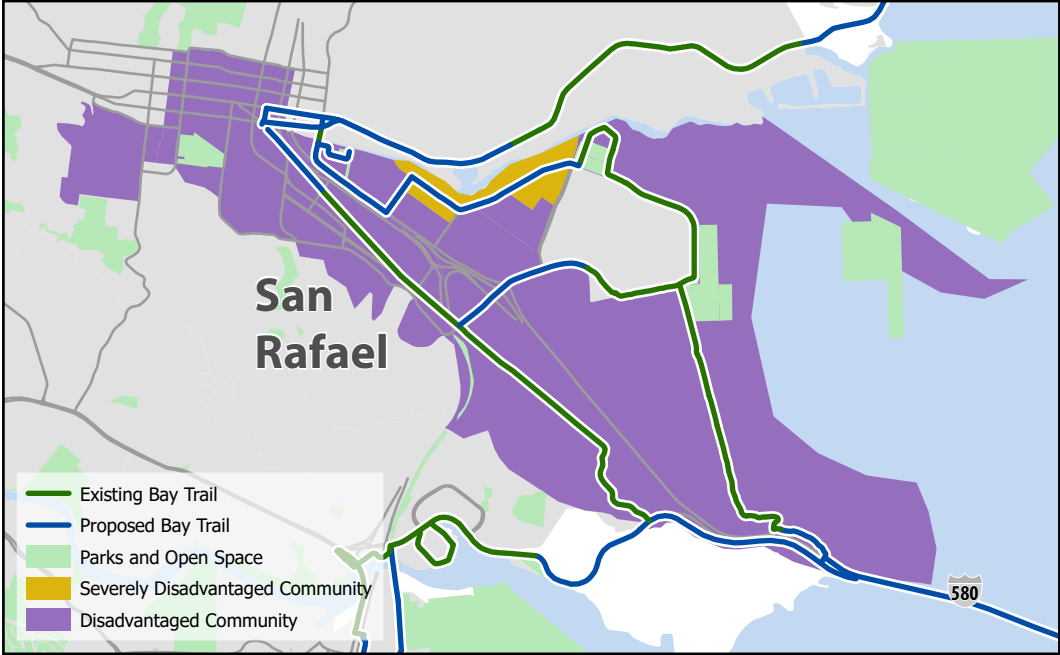 San
Rafael
Existing Bay Trail
Proposed Bay Trail
Parks and Open Space
Severely Disadvantaged Community
Disadvantaged Community
580